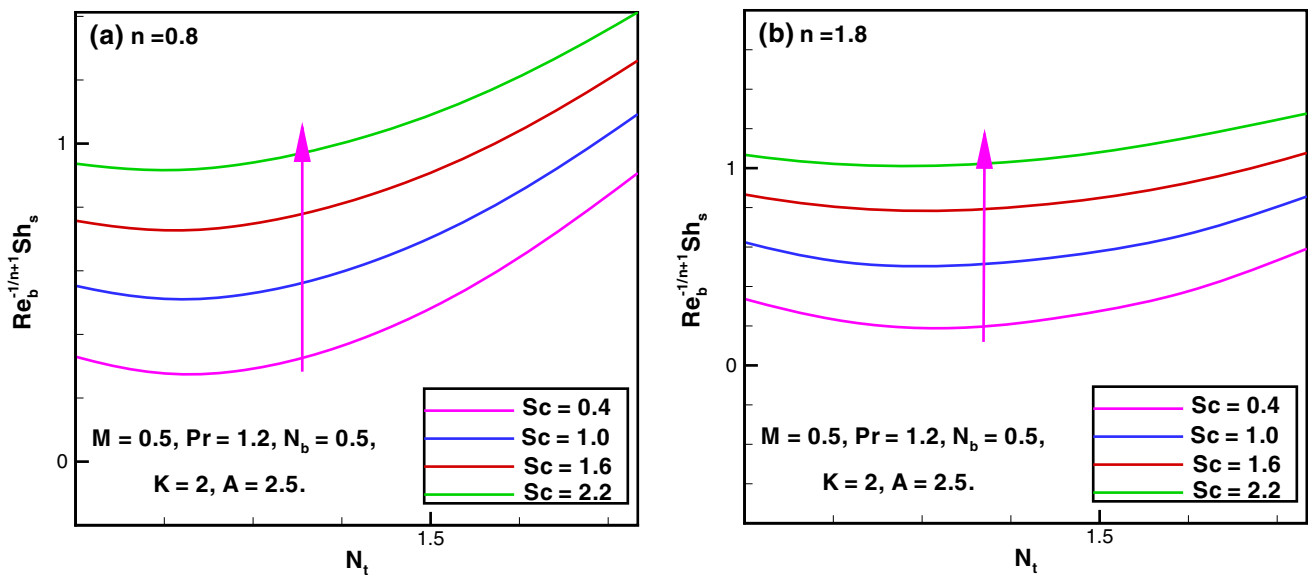 (a) n =0.8
1
0
Re_b^{-1/n+1}Sh_s
M = 0.5, Pr = 1.2, N_b = 0.5,
K = 2, A = 2.5.
Sc = 0.4
Sc = 1.0
Sc = 1.6
Sc = 2.2
1.5
N_t
(b) n =1.8
1
0
Re_b^{-1/n+1}Sh_s
M = 0.5, Pr = 1.2, N_b = 0.5,
K = 2, A = 2.5.
Sc = 0.4
Sc = 1.0
Sc = 1.6
Sc = 2.2
1.5
N_t